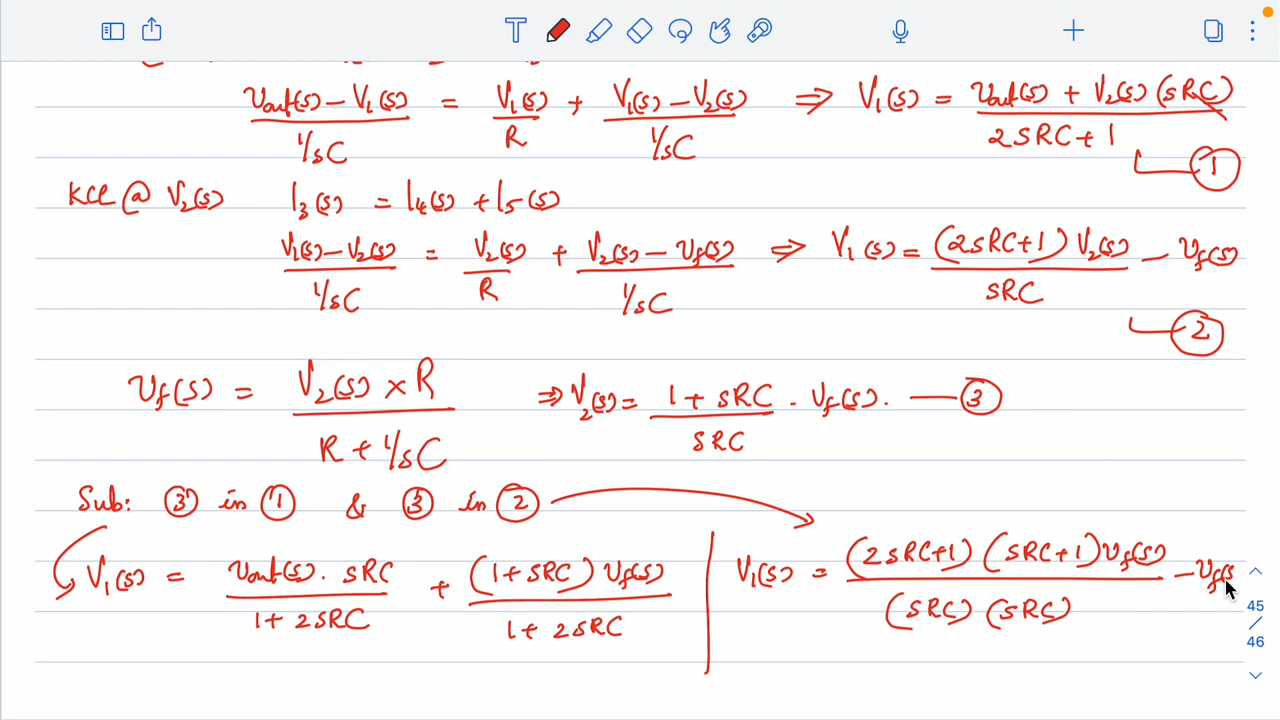 (Vout(s) − V1(s)) / (1/sC) = V1(s)/R + (V1(s) − V2(s)) / (1/sC) ⇒ V1(s) = (Vout(s) + V2(s) (sRC)) / (2sRC + 1)
1
KCL @ V2(s) I3(s) = I4(s) + I5(s)
(V1(s) − V2(s)) / (1/sC) = V2(s)/R + (V2(s) − Vf(s)) / (1/sC) ⇒ V1(s) = ((2sRC+1) V2(s)) / sRC − Vf(s)
2
Vf(s) = (V2(s) × R) / (R + 1/sC) ⇒ V2(s) = (1 + sRC) / sRC · Vf(s). — 3
Sub: 3 in 1 & 3 in 2
V1(s) = (Vout(s) · sRC) / (1 + 2sRC) + ((1 + sRC) Vf(s)) / (1 + 2sRC) | V1(s) = ((2sRC+1) (sRC+1) Vf(s)) / ((sRC) (sRC)) − Vf(s
45
/
46